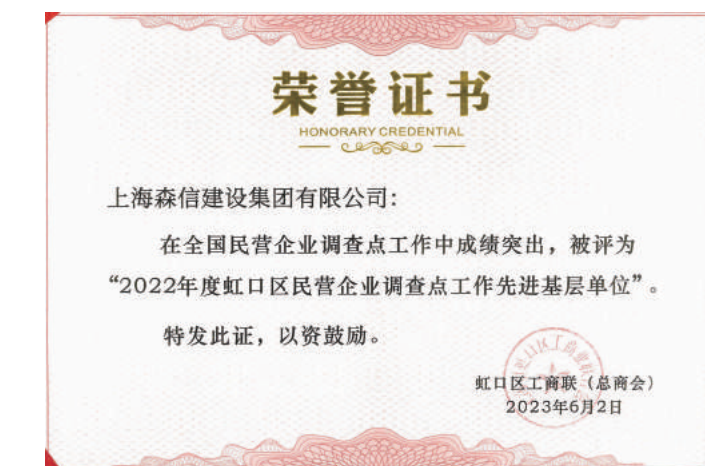 荣誉证书
HONORARY CREDENTIAL
上海森信建设集团有限公司:
在全国民营企业调查点工作中成绩突出，被评为
“2022年度虹口区民营企业调查点工作先进基层单位”。
特发此证，以资鼓励。
虹口区工商联（总商会）
2023年6月2日